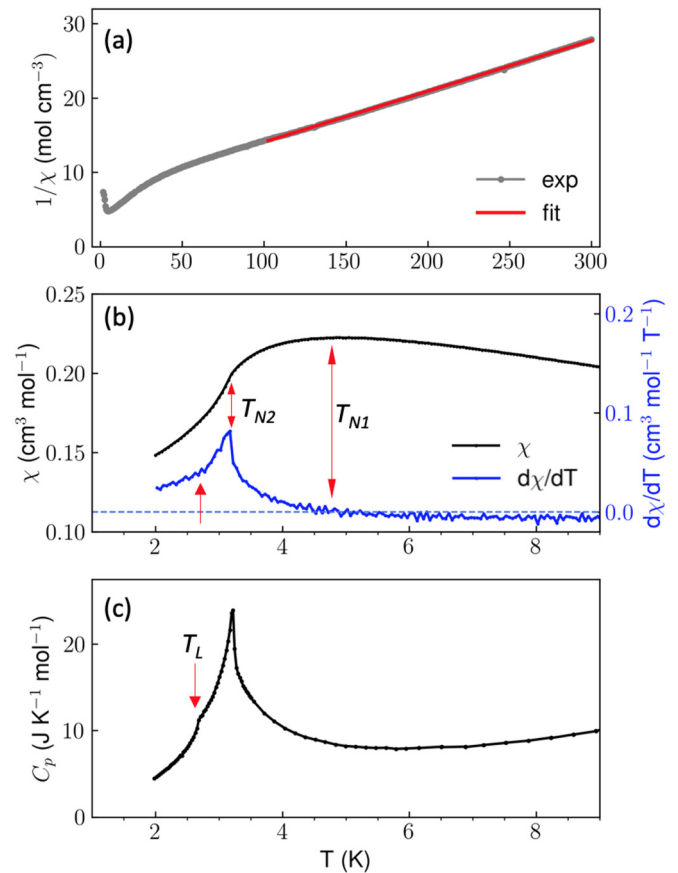 (a)
1/χ (mol cm⁻³)
30
20
10
0
exp
fit
0 50 100 150 200 250 300
(b)
χ (cm³ mol⁻¹)
0.25
0.20
0.15
0.10
T_N2
T_N1
χ
dχ/dT
0.2
0.1
0.0
dχ/dT (cm³ mol⁻¹ T⁻¹)
2 4 6 8
(c)
C_p (J K⁻¹ mol⁻¹)
20
10
0
T_L
2 4 6 8
T (K)